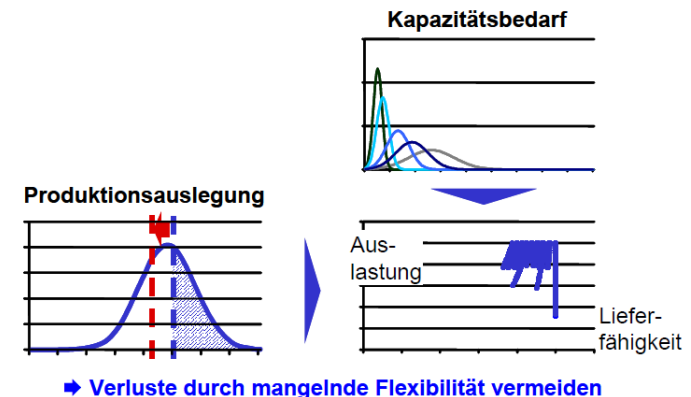 Kapazitätsbedarf
Produktionsauslegung
Aus-
lastung
Liefer-
fähigkeit
Verluste durch mangelnde Flexibilität vermeiden